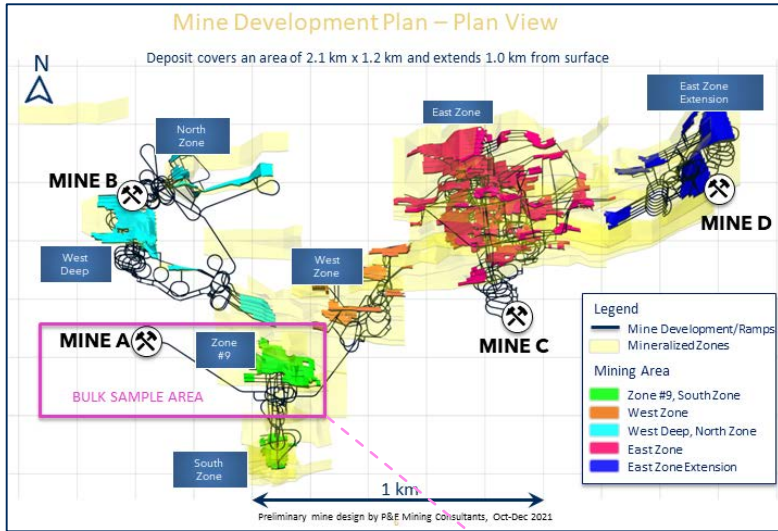 Mine Development Plan – Plan View
Deposit covers an area of 2.1 km x 1.2 km and extends 1.0 km from surface
N
North
Zone
East Zone
East Zone
Extension
MINE B
MINE D
West
Deep
West
Zone
MINE C
MINE A
Zone
#9
BULK SAMPLE AREA
South
Zone
Legend
Mine Development/Ramps
Mineralized Zones
Mining Area
Zone #9, South Zone
West Zone
West Deep, North Zone
East Zone
East Zone Extension
1 km
Preliminary mine design by P&E Mining Consultants, Oct-Dec 2021